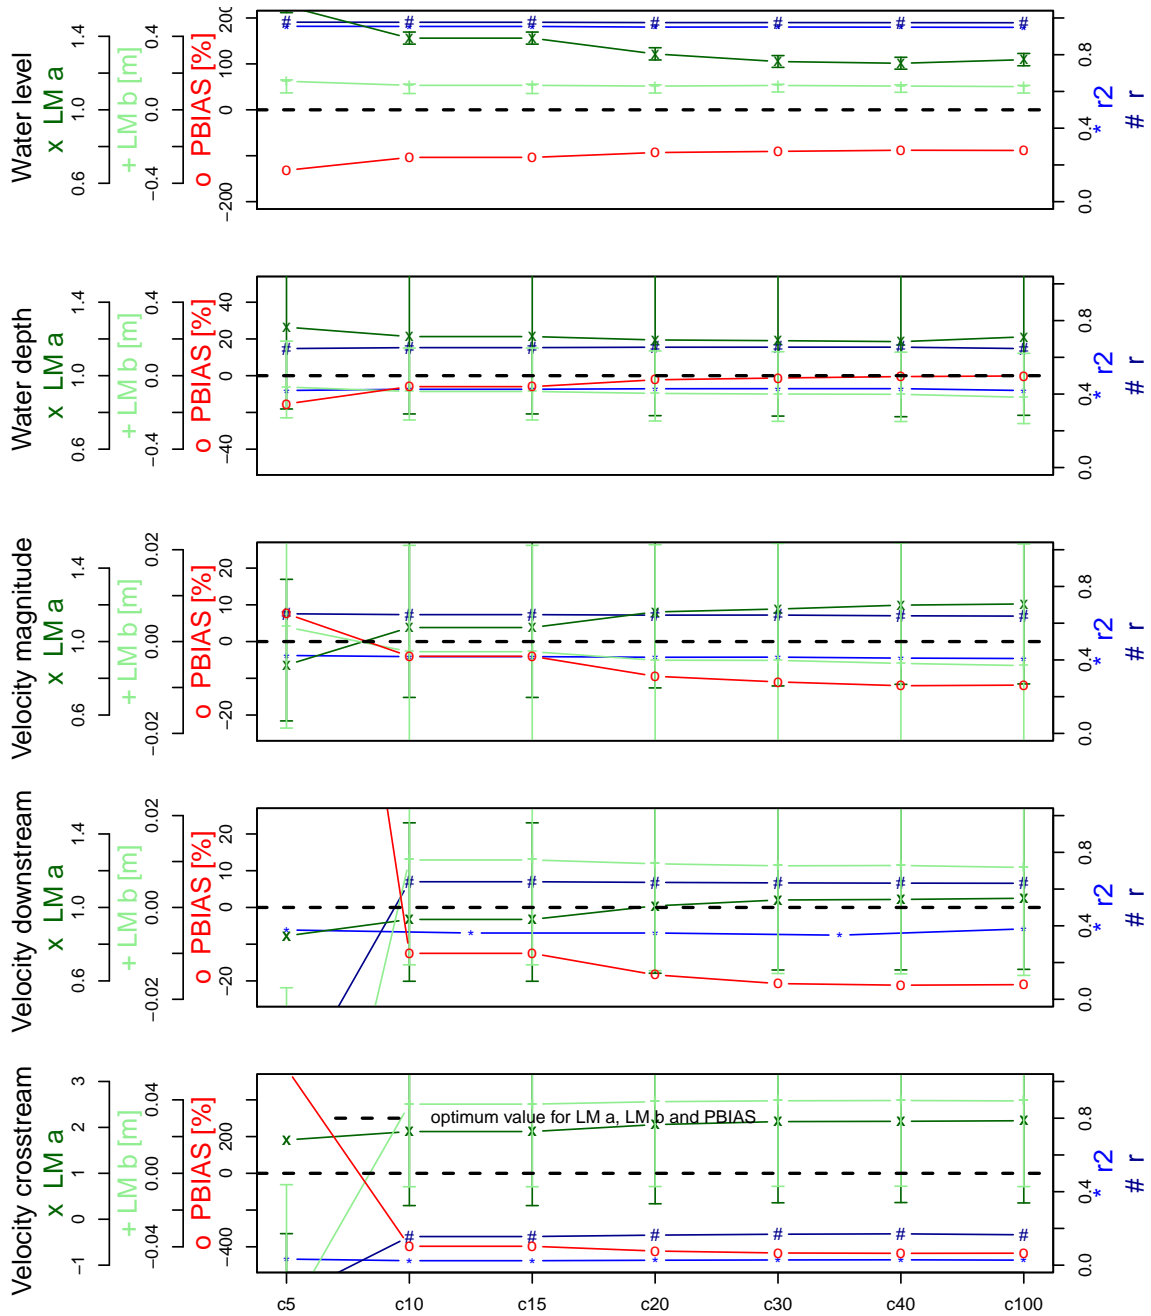 Water level
x LM a
0.6 1.0 1.4
+ LM b [m]
−0.4 0.0 0.4
o PBIAS [%]
−200 0 100 200
0.0 0.4 0.8
* r2
# r
Water depth
x LM a
0.6 1.0 1.4
+ LM b [m]
−0.4 0.0 0.4
o PBIAS [%]
−40 0 20 40
0.0 0.4 0.8
* r2
# r
Velocity magnitude
x LM a
0.6 1.0 1.4
+ LM b [m]
−0.02 0.00 0.02
o PBIAS [%]
−20 0 10 20
0.0 0.4 0.8
* r2
# r
Velocity downstream
x LM a
0.6 1.0 1.4
+ LM b [m]
−0.02 0.00 0.02
o PBIAS [%]
−20 0 10 20
0.0 0.4 0.8
* r2
# r
Velocity crosstream
x LM a
−1 0 1 2 3
+ LM b [m]
−0.04 0.00 0.04
o PBIAS [%]
−400 0 200
optimum value for LM a, LM b and PBIAS
0.0 0.4 0.8
* r2
# r
c5 c10 c15 c20 c30 c40 c100